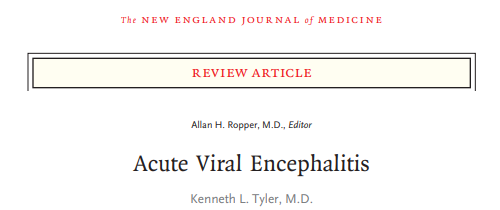 The NEW ENGLAND JOURNAL of MEDICINE
REVIEW ARTICLE
Allan H. Ropper, M.D., Editor
Acute Viral Encephalitis
Kenneth L. Tyler, M.D.